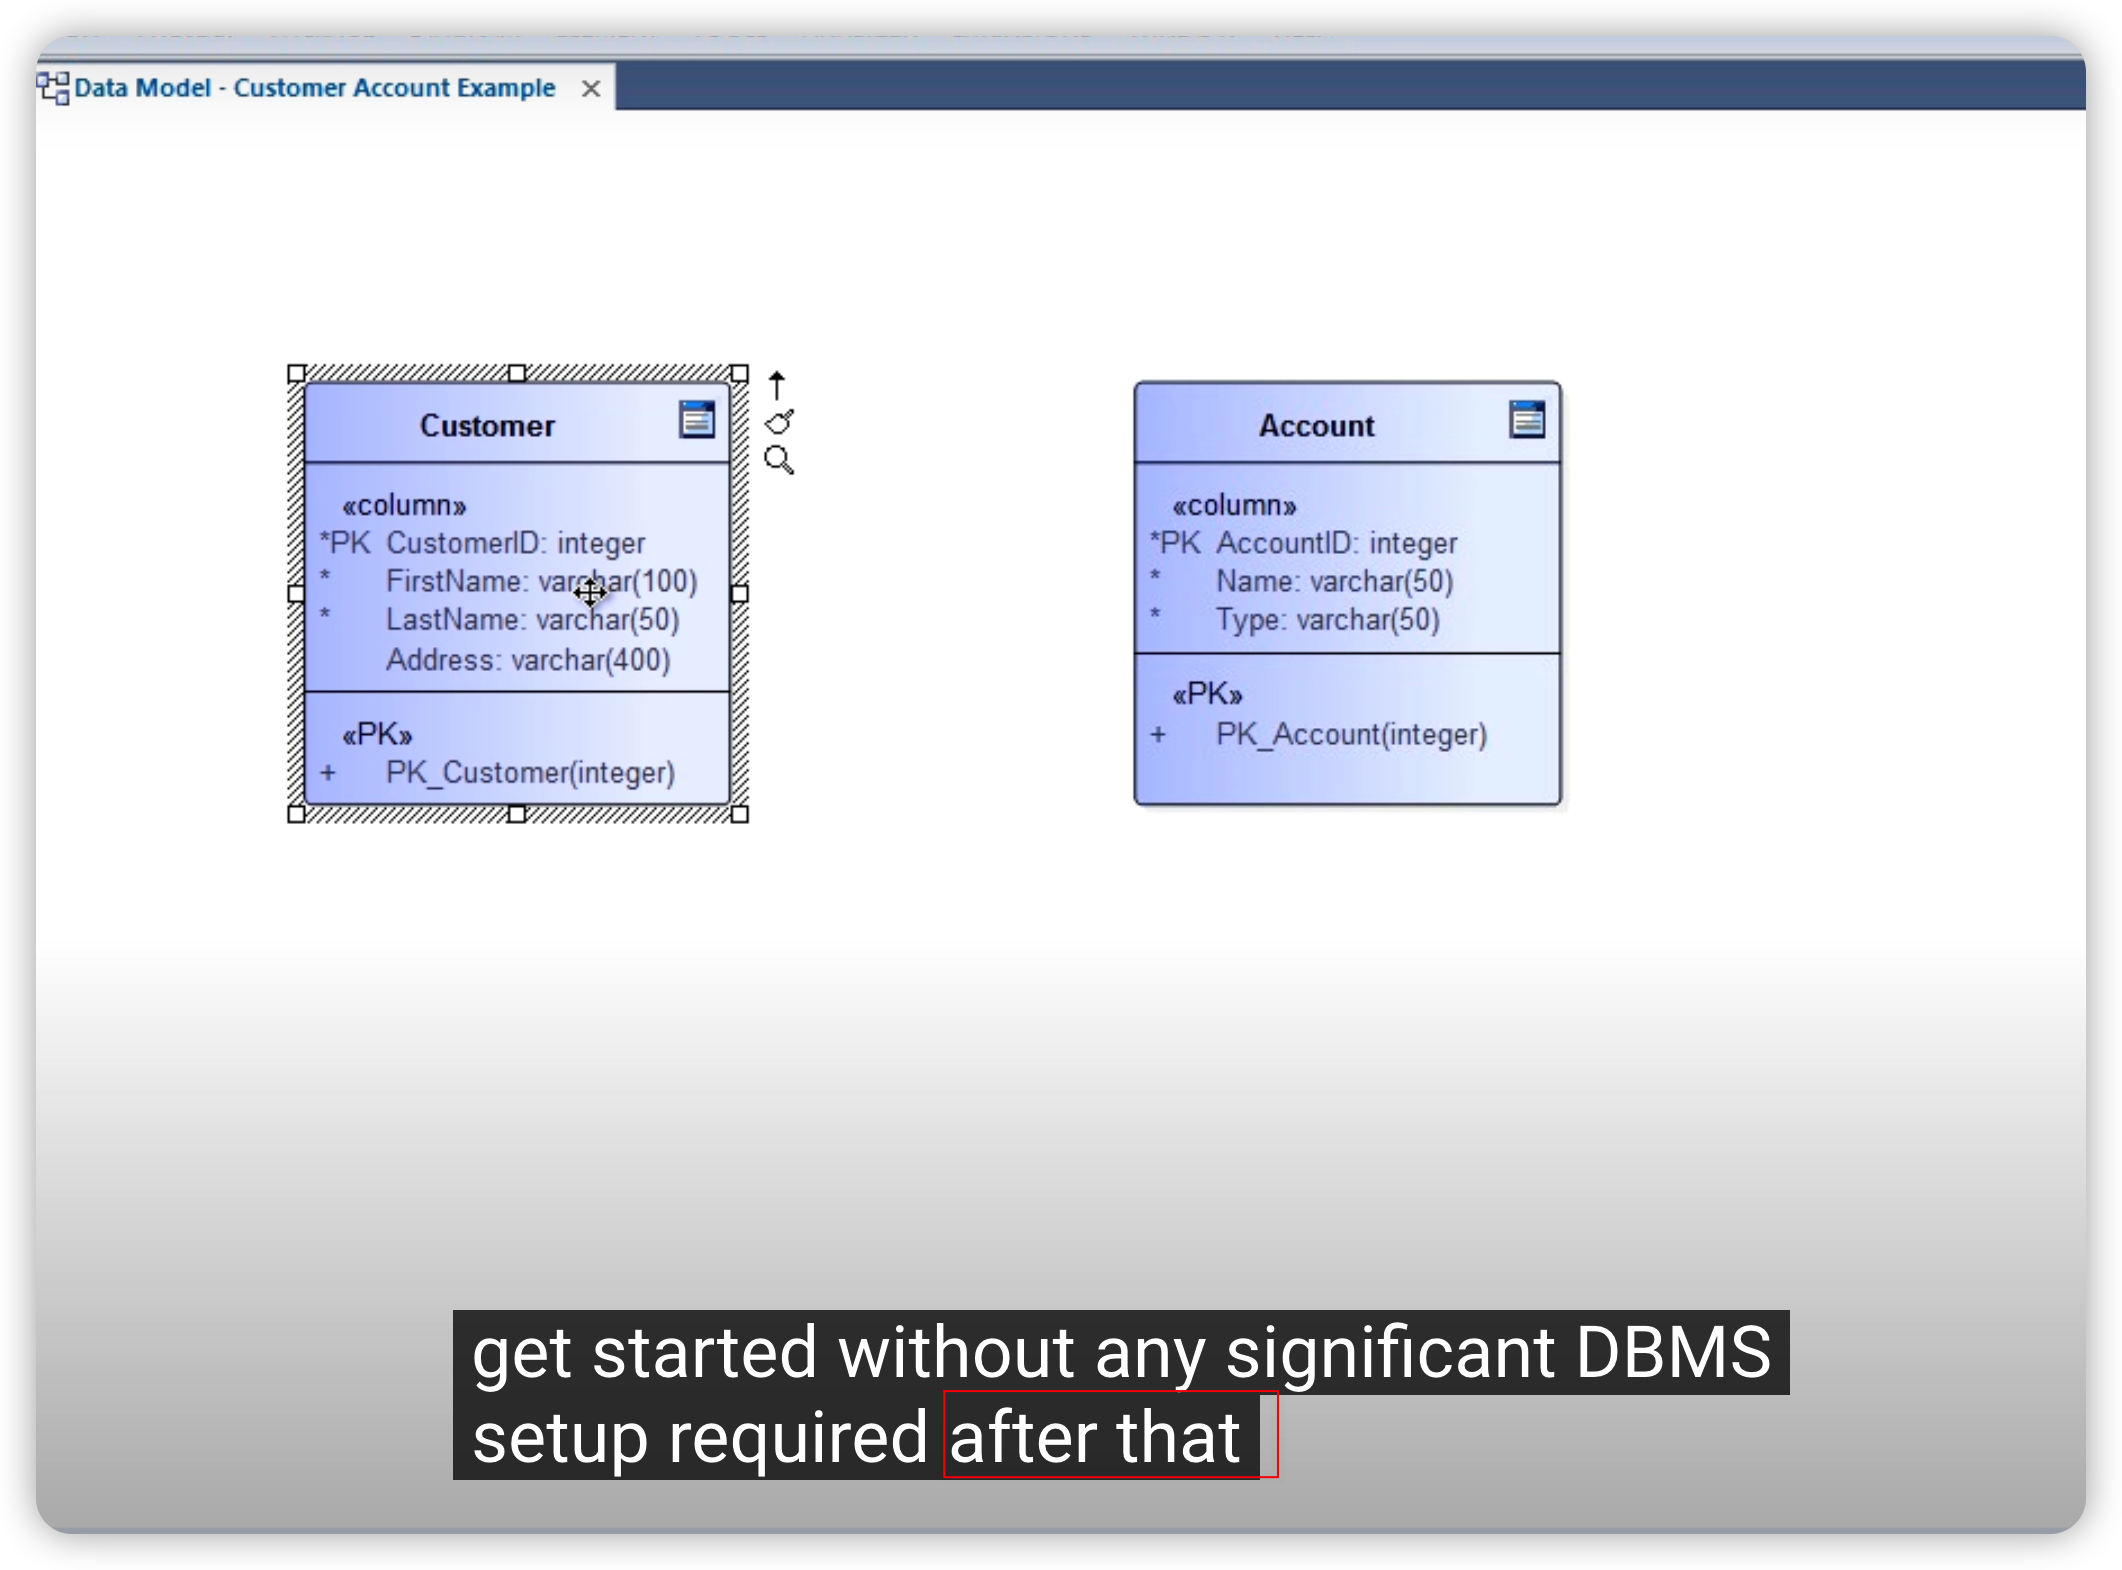 Data Model - Customer Account Example
Customer
«column»
*PK CustomerID: integer
* FirstName: varchar(100)
* LastName: varchar(50)
Address: varchar(400)
«PK»
+ PK_Customer(integer)
Account
«column»
*PK AccountID: integer
* Name: varchar(50)
* Type: varchar(50)
«PK»
+ PK_Account(integer)
get started without any significant DBMS
setup required after that